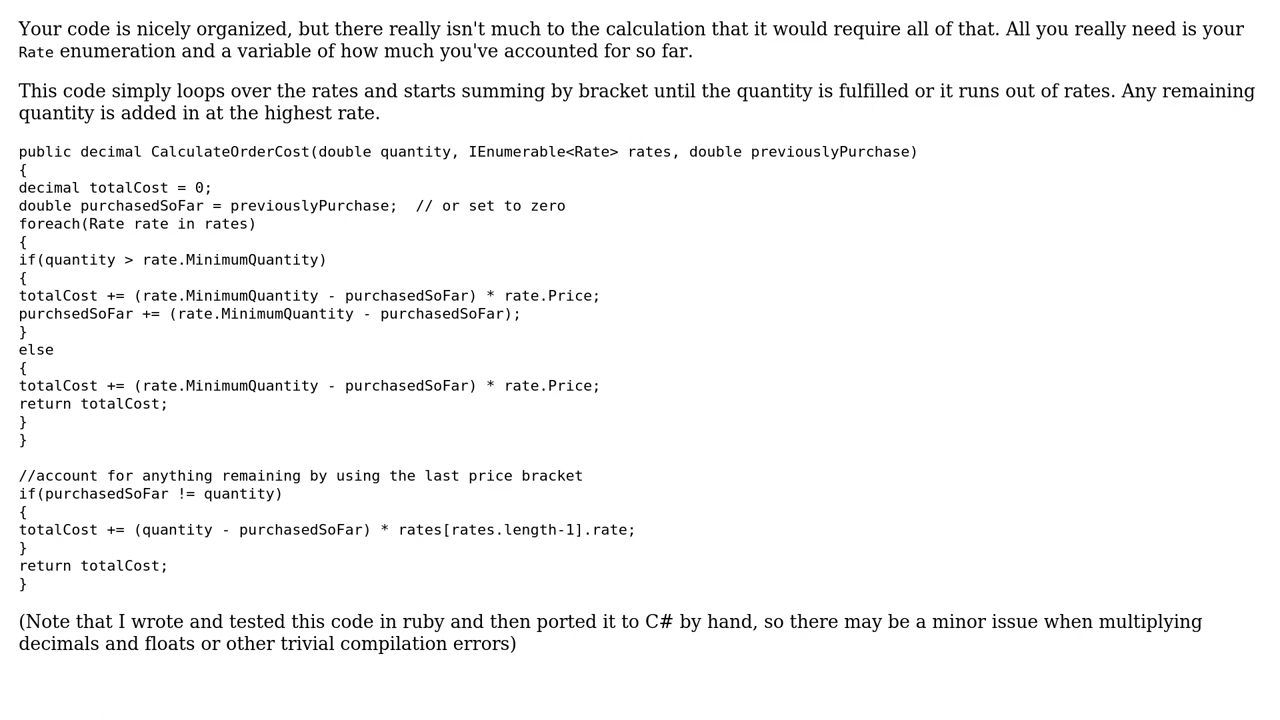 Your code is nicely organized, but there really isn't much to the calculation that it would require all of that. All you really need is your
Rate enumeration and a variable of how much you've accounted for so far.
This code simply loops over the rates and starts summing by bracket until the quantity is fulfilled or it runs out of rates. Any remaining
quantity is added in at the highest rate.
public decimal CalculateOrderCost(double quantity, IEnumerable<Rate> rates, double previouslyPurchase)
{
decimal totalCost = 0;
double purchasedSoFar = previouslyPurchase;  // or set to zero
foreach(Rate rate in rates)
{
if(quantity > rate.MinimumQuantity)
{
totalCost += (rate.MinimumQuantity - purchasedSoFar) * rate.Price;
purchsedSoFar += (rate.MinimumQuantity - purchasedSoFar);
}
else
{
totalCost += (rate.MinimumQuantity - purchasedSoFar) * rate.Price;
return totalCost;
}
}
//account for anything remaining by using the last price bracket
if(purchasedSoFar != quantity)
{
totalCost += (quantity - purchasedSoFar) * rates[rates.length-1].rate;
}
return totalCost;
}
(Note that I wrote and tested this code in ruby and then ported it to C# by hand, so there may be a minor issue when multiplying
decimals and floats or other trivial compilation errors)